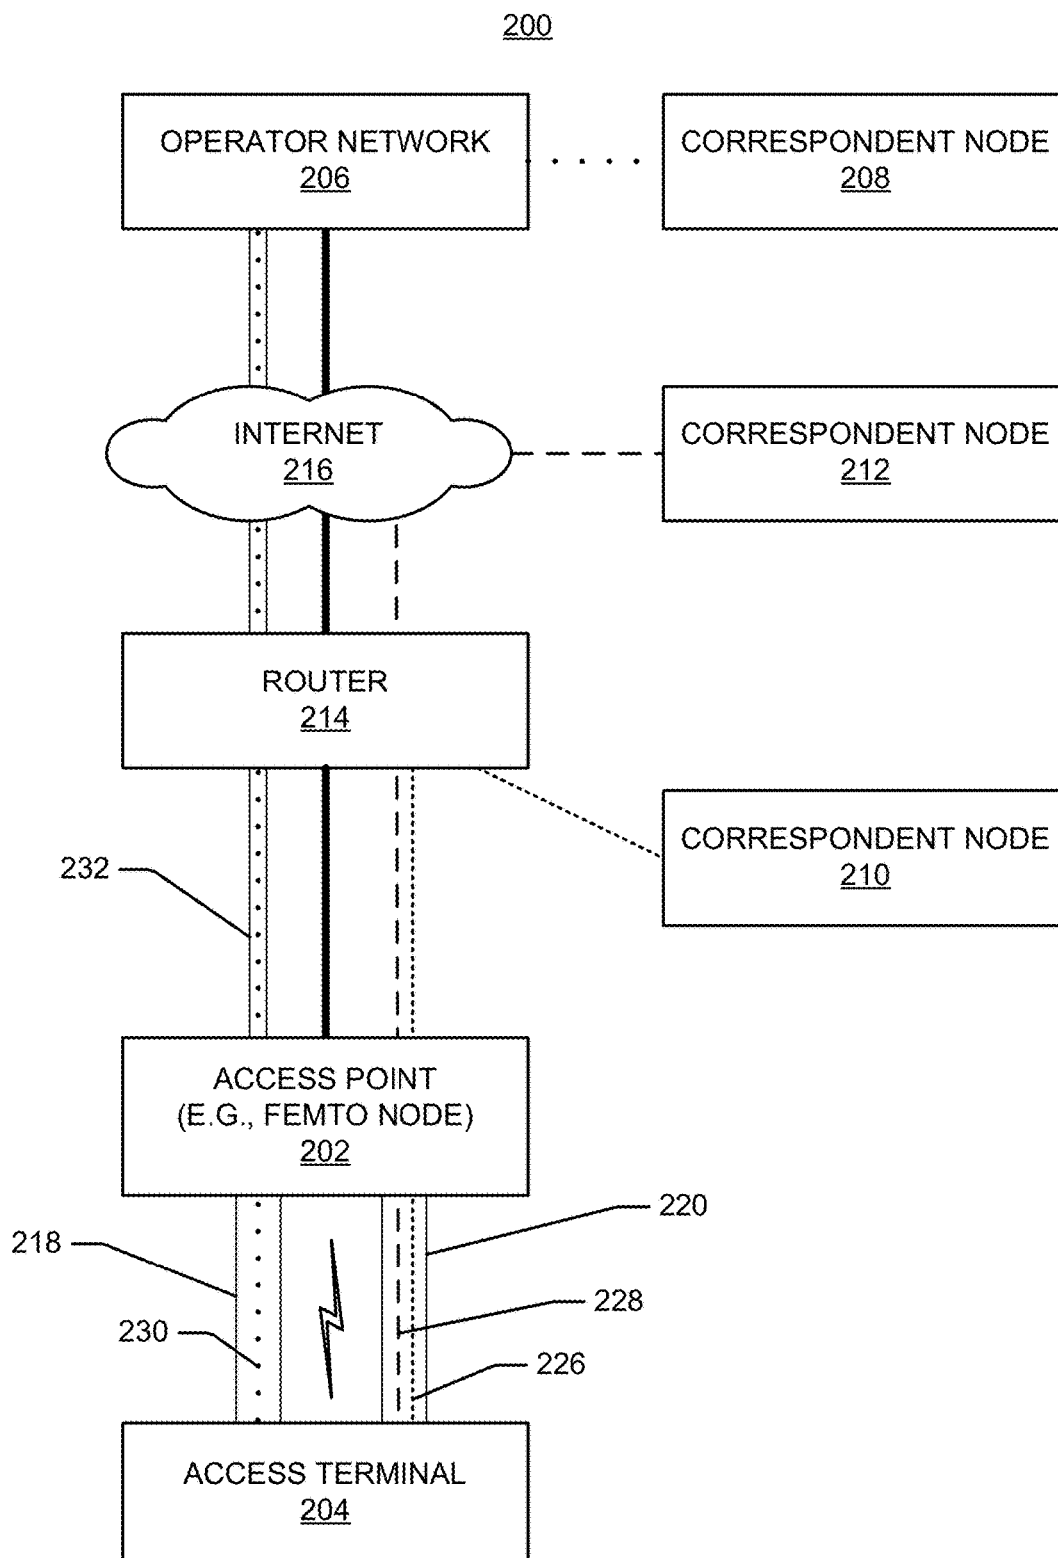 200
OPERATOR NETWORK
206
CORRESPONDENT NODE
208
INTERNET
216
CORRESPONDENT NODE
212
ROUTER
214
CORRESPONDENT NODE
210
232
ACCESS POINT
(E.G., FEMTO NODE)
202
218
220
230
228
226
ACCESS TERMINAL
204